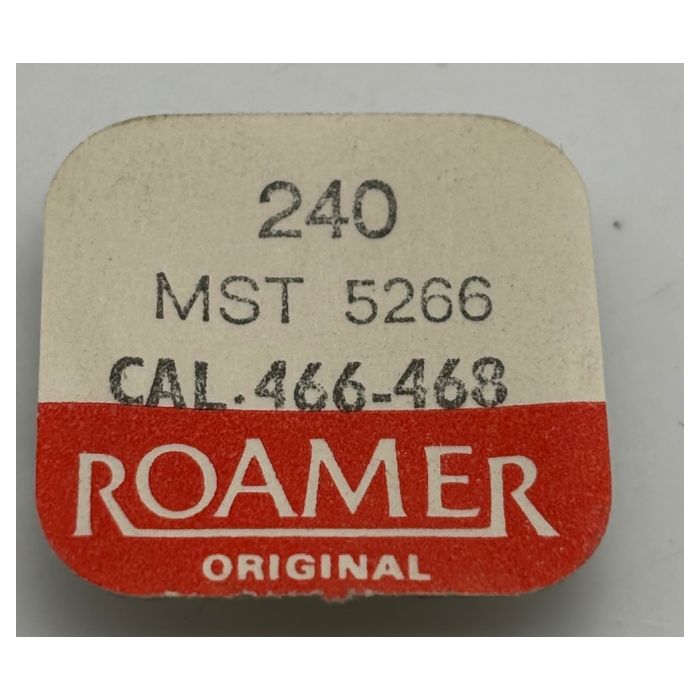 240
MST 5266
CAL.466-468
ROAMER
ORIGINAL